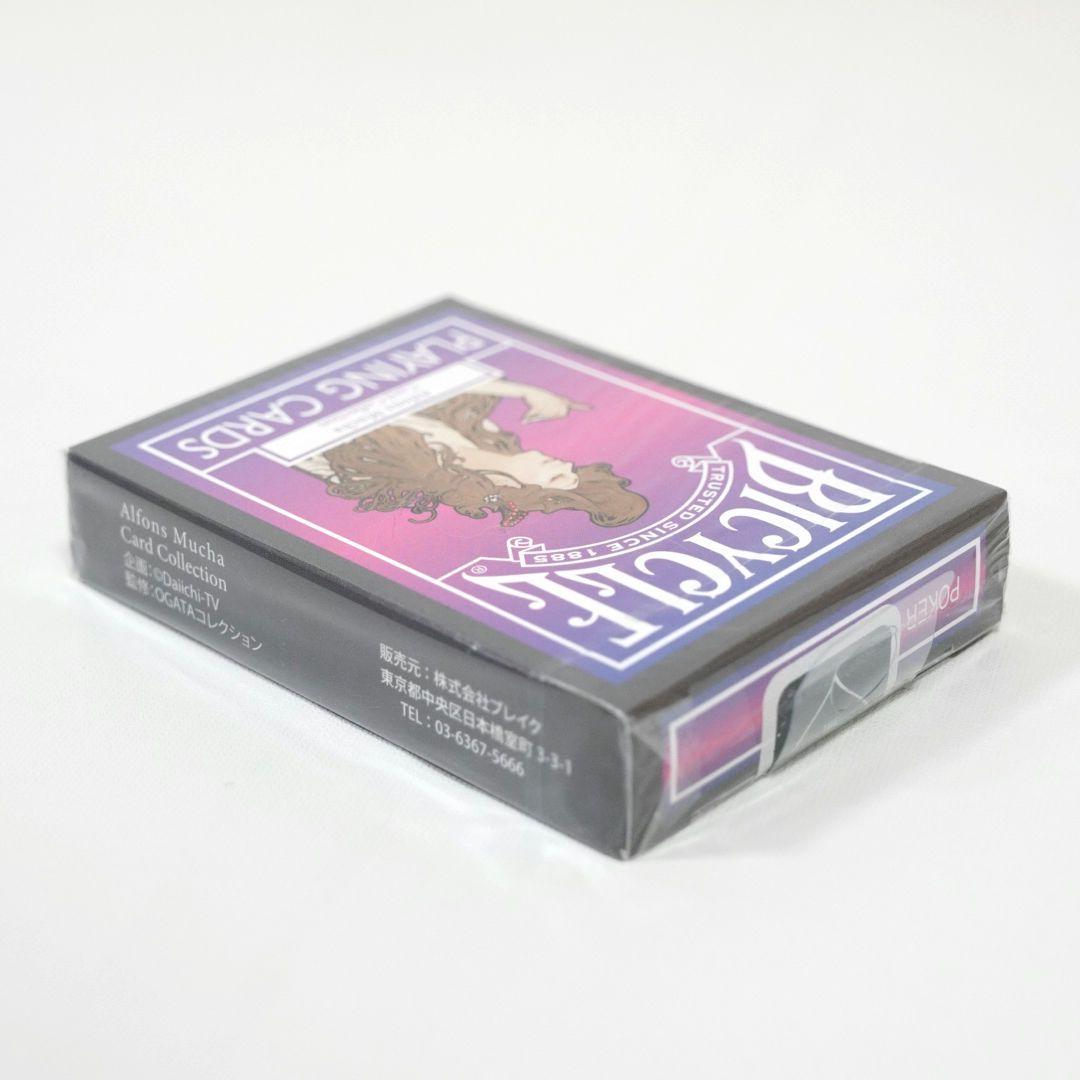 BICYCLE
®
TRUSTED SINCE 1885
Alfons Mucha
PLAYING CARDS
POKER
Alfons Mucha
Card Collection
企画：©Daiichi-TV
監修：OGATAコレクション
販売元：株式会社ブレイク
東京都中央区日本橋室町 3-3-1
TEL：03-6367-5666